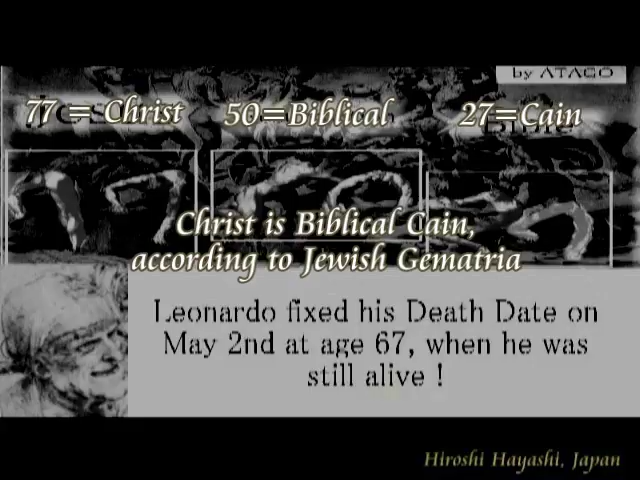 by ATAGO
77 = Christ
50=Biblical
27=Cain
Christ is Biblical Cain,
according to Jewish Gematria
Leonardo fixed his Death Date on
May 2nd at age 67, when he was
still alive !
Hiroshi Hayashi, Japan